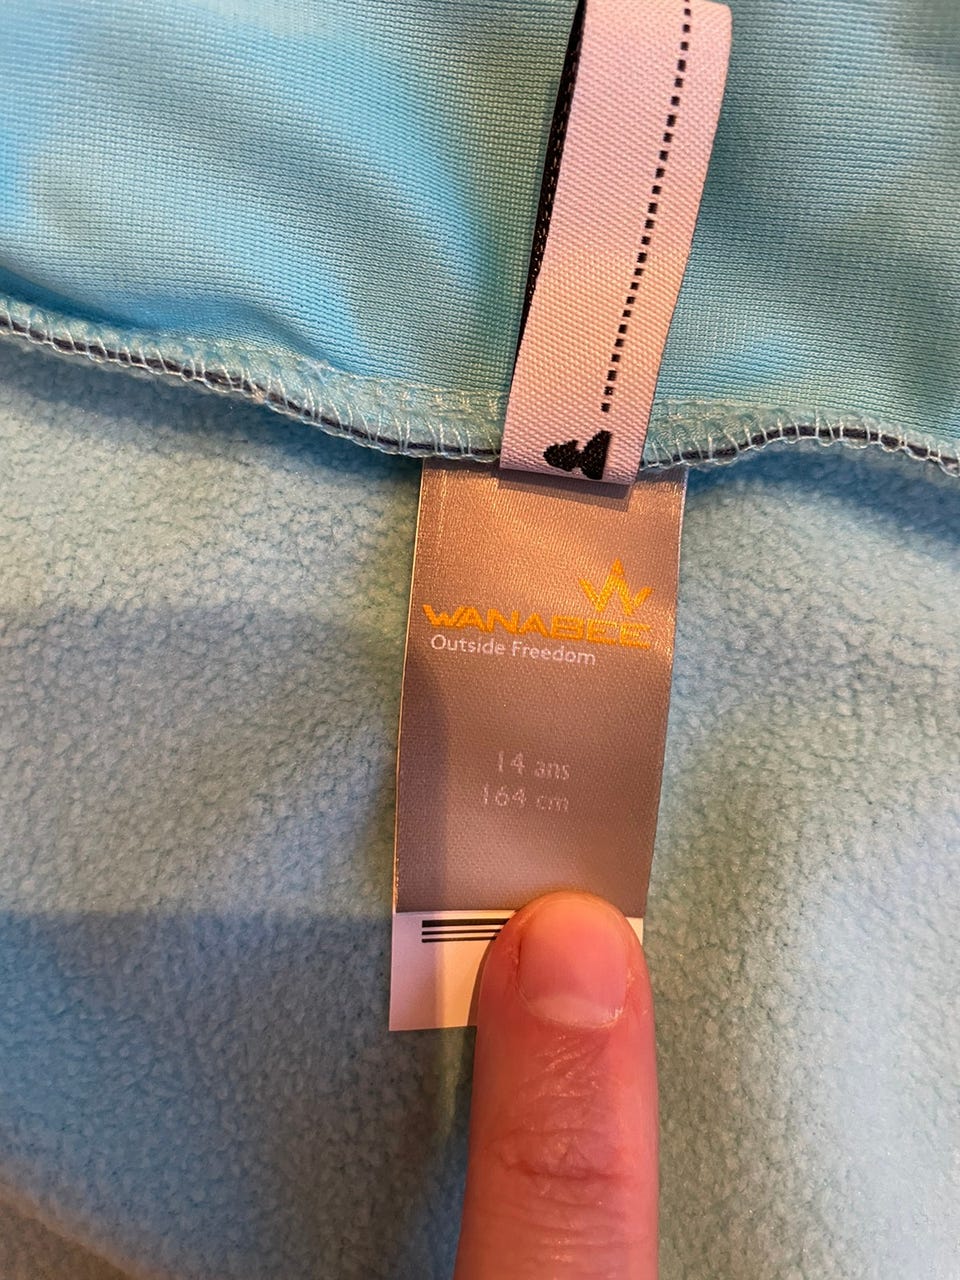 WANABEE
Outside Freedom
14 ans
164 cm